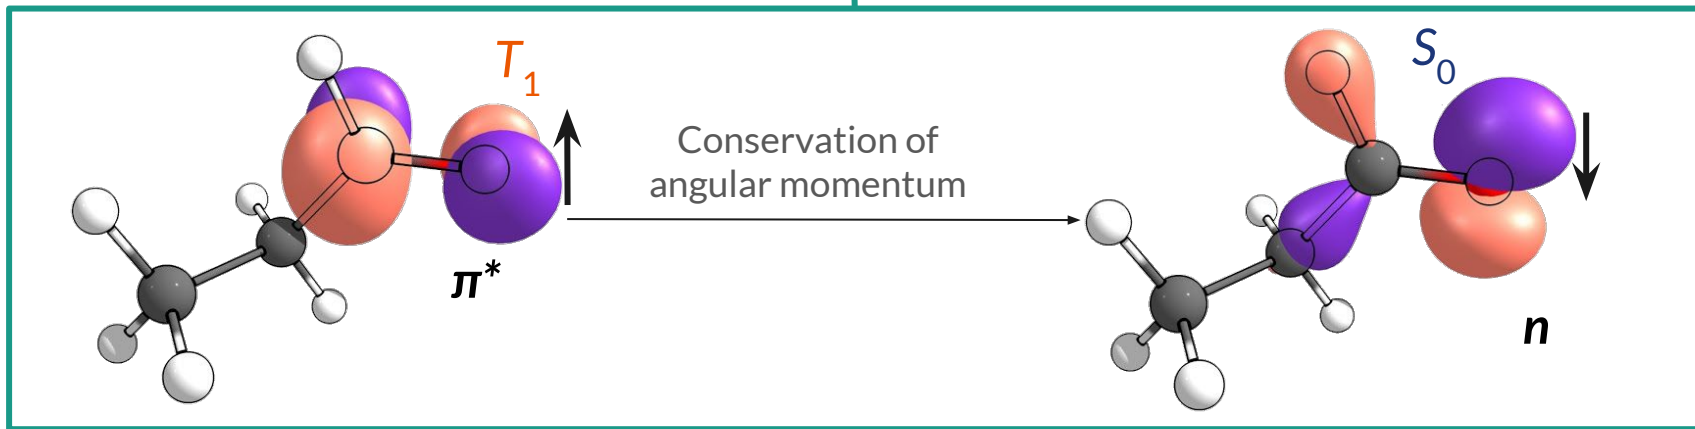 T₁
S₀
Conservation of
angular momentum
π*
n